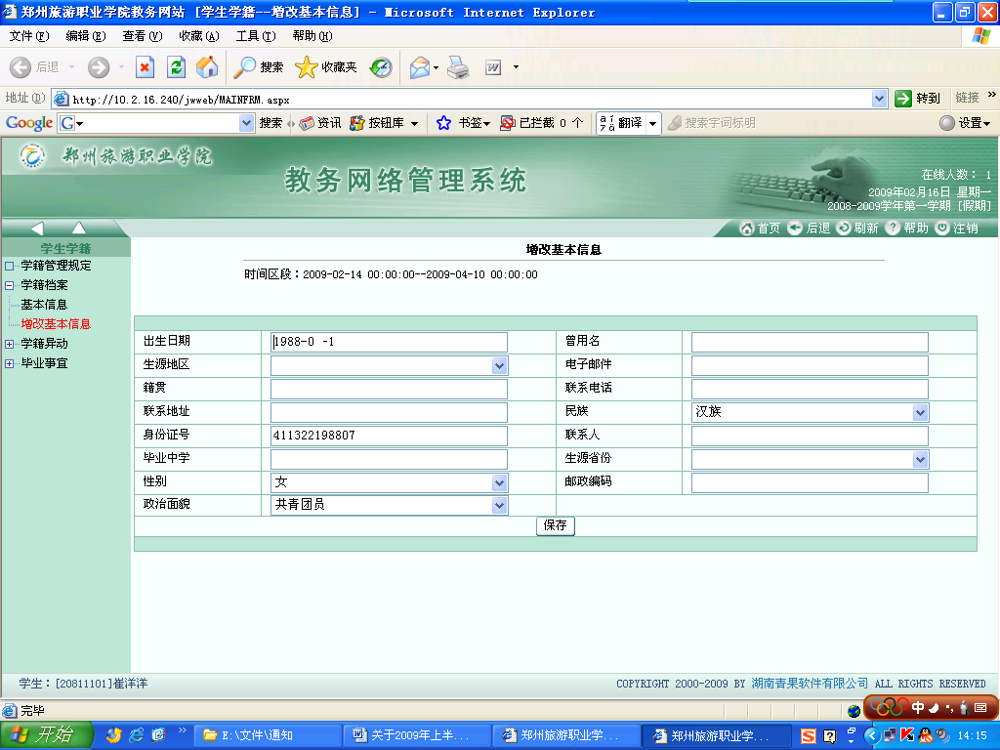 郑州旅游职业学院教务网站 [学生学籍--增改基本信息] - Microsoft Internet Explorer
文件(F) 编辑(E) 查看(V) 收藏(A) 工具(T) 帮助(H)
后退 搜索 收藏夹
地址(D) http://10.2.16.240/jwweb/MAINFRM.aspx 转到 链接 »
Google G 搜索 资讯 按钮库 书签 已拦截 0 个 翻译 搜索字词标明 设置
郑州旅游职业学院
教务网络管理系统
在线人数: 1
2009年02月16日 星期一
2008-2009学年第一学期 [假期]
首页 后退 刷新 帮助 注销
学生学籍
学籍管理规定
学籍档案
基本信息
增改基本信息
学籍异动
毕业事宜
增改基本信息
时间区段:2009-02-14 00:00:00--2009-04-10 00:00:00
出生日期 1988-0 -1 曾用名
生源地区 电子邮件
籍贯 联系电话
联系地址 民族 汉族
身份证号 411322198807 联系人
毕业中学 生源省份
性别 女 邮政编码
政治面貌 共青团员
保存
学生:[20811101]崔洋洋 COPYRIGHT 2000-2009 BY 湖南青果软件有限公司 ALL RIGHTS RESERVED
完毕 中
开始 » E:\文件\通知 关于2009年上半... 郑州旅游职业学... 郑州旅游职业学... 14:15